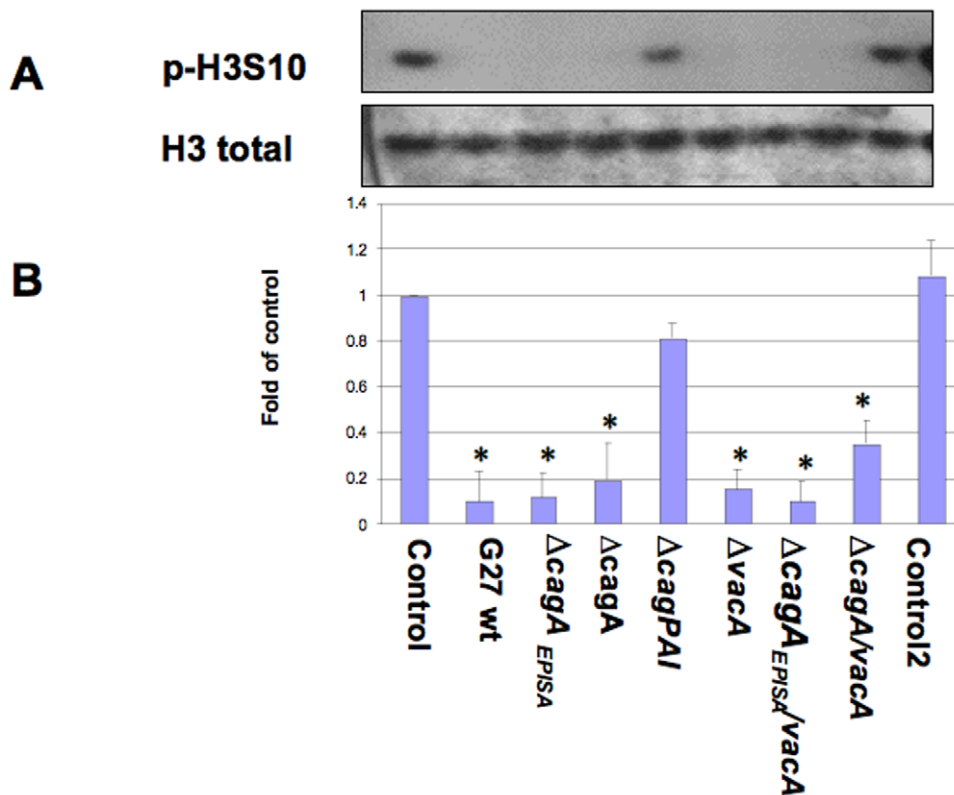 A
p-H3S10
H3 total
B
Fold of control
1.4
1.2
1
0.8
0.6
0.4
0.2
0
*
*
*
*
*
*
Control
G27 wt
ΔcagA EPISA
ΔcagA
ΔcagPAI
ΔvacA
ΔcagA EPISA/vacA
ΔcagA/vacA
Control2